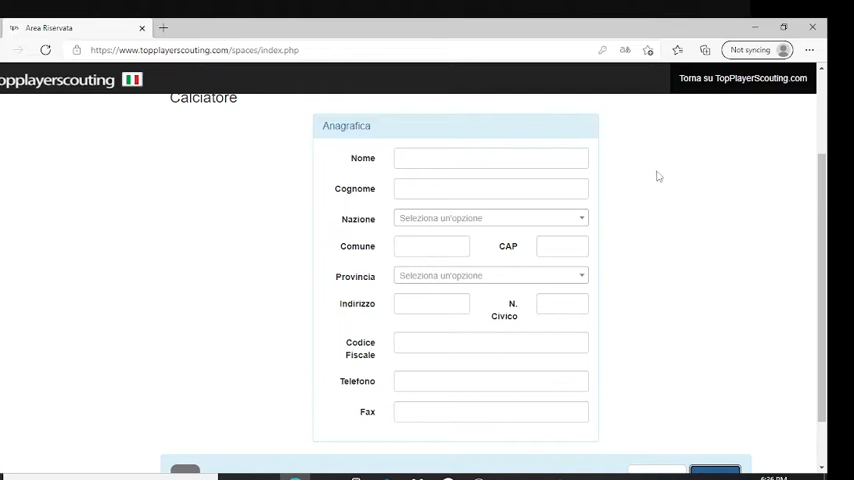 Area Riservata
https://www.topplayerscouting.com/spaces/index.php
Not syncing
opplayerscouting
Torna su TopPlayerScouting.com
Calciatore
Anagrafica
Nome
Cognome
Nazione Seleziona un'opzione
Comune CAP
Provincia Seleziona un'opzione
Indirizzo N. Civico
Codice Fiscale
Telefono
Fax